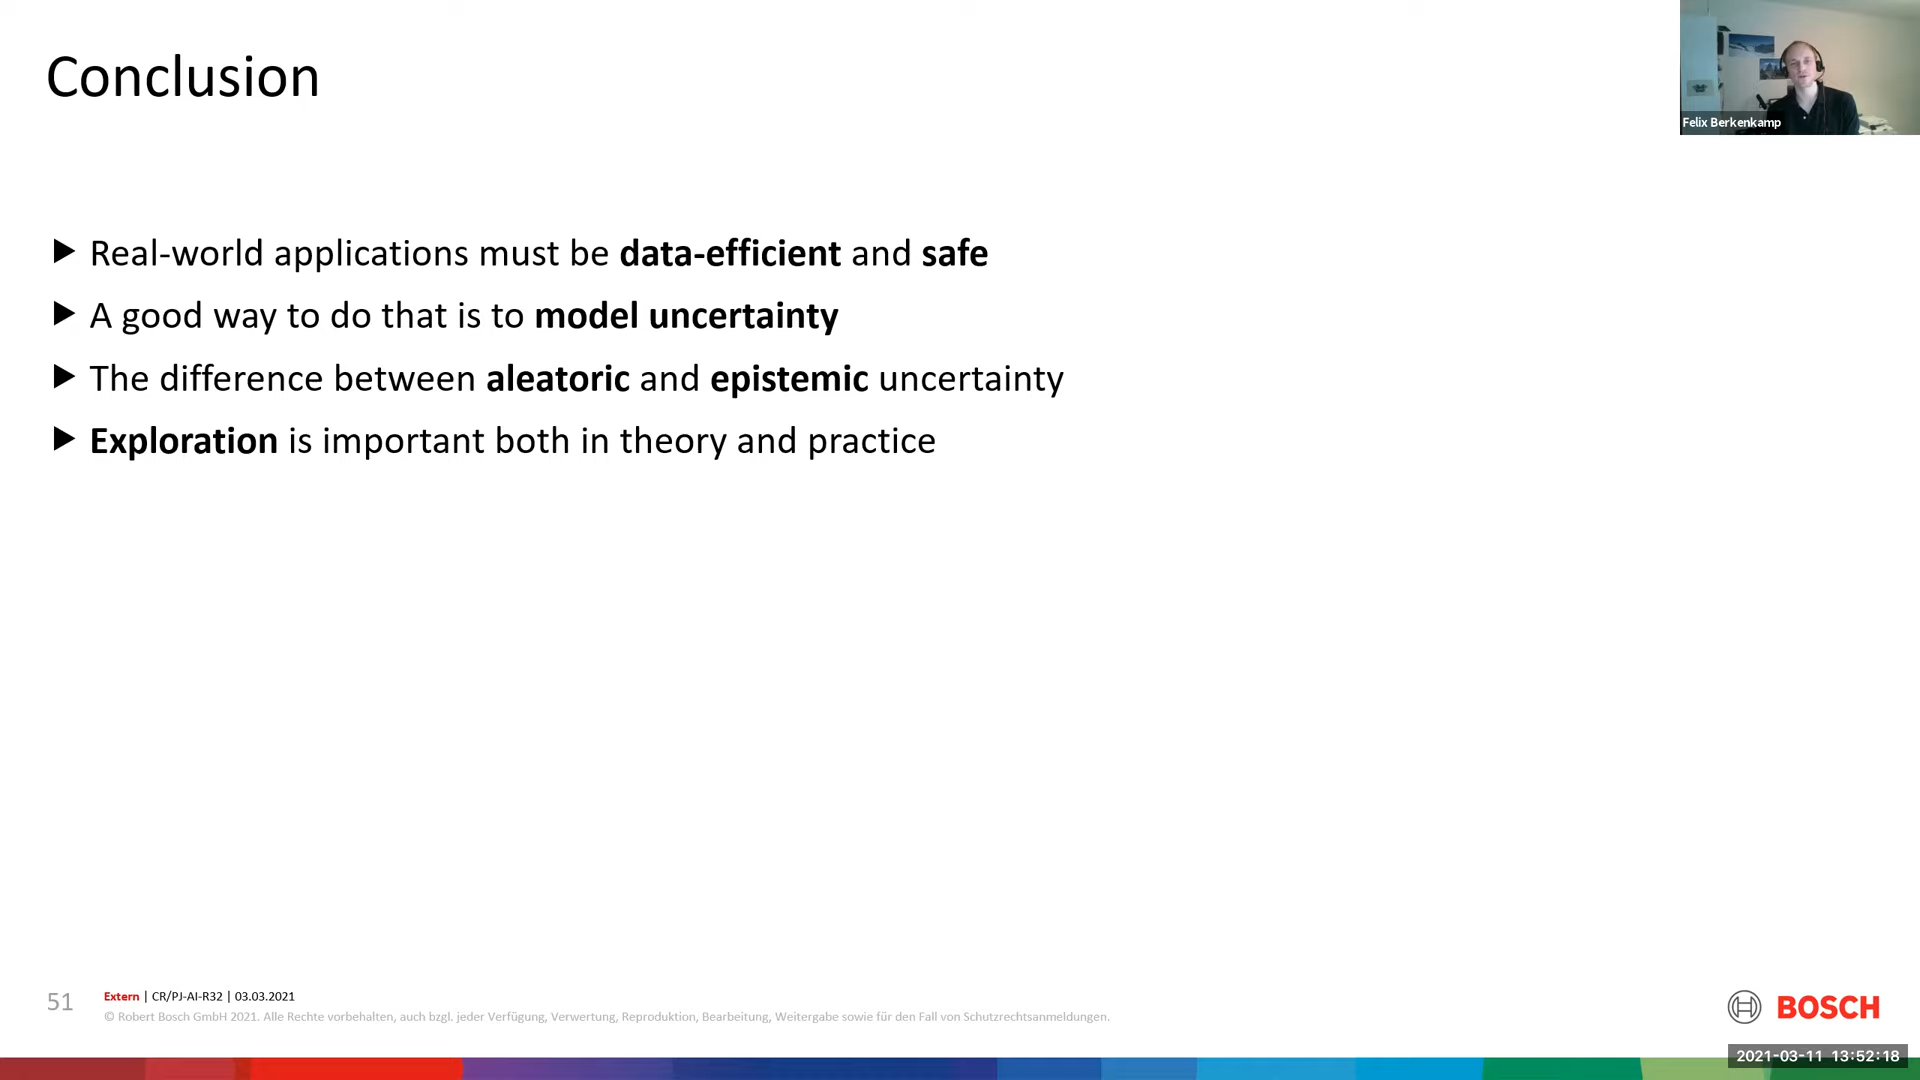 Conclusion
Felix Berkenkamp
Real-world applications must be data-efficient and safe
A good way to do that is to model uncertainty
The difference between aleatoric and epistemic uncertainty
Exploration is important both in theory and practice
51
Extern | CR/PJ-AI-R32 | 03.03.2021
© Robert Bosch GmbH 2021. Alle Rechte vorbehalten, auch bzgl. jeder Verfügung, Verwertung, Reproduktion, Bearbeitung, Weitergabe sowie für den Fall von Schutzrechtsanmeldungen.
BOSCH
2021-03-11 13:52:18